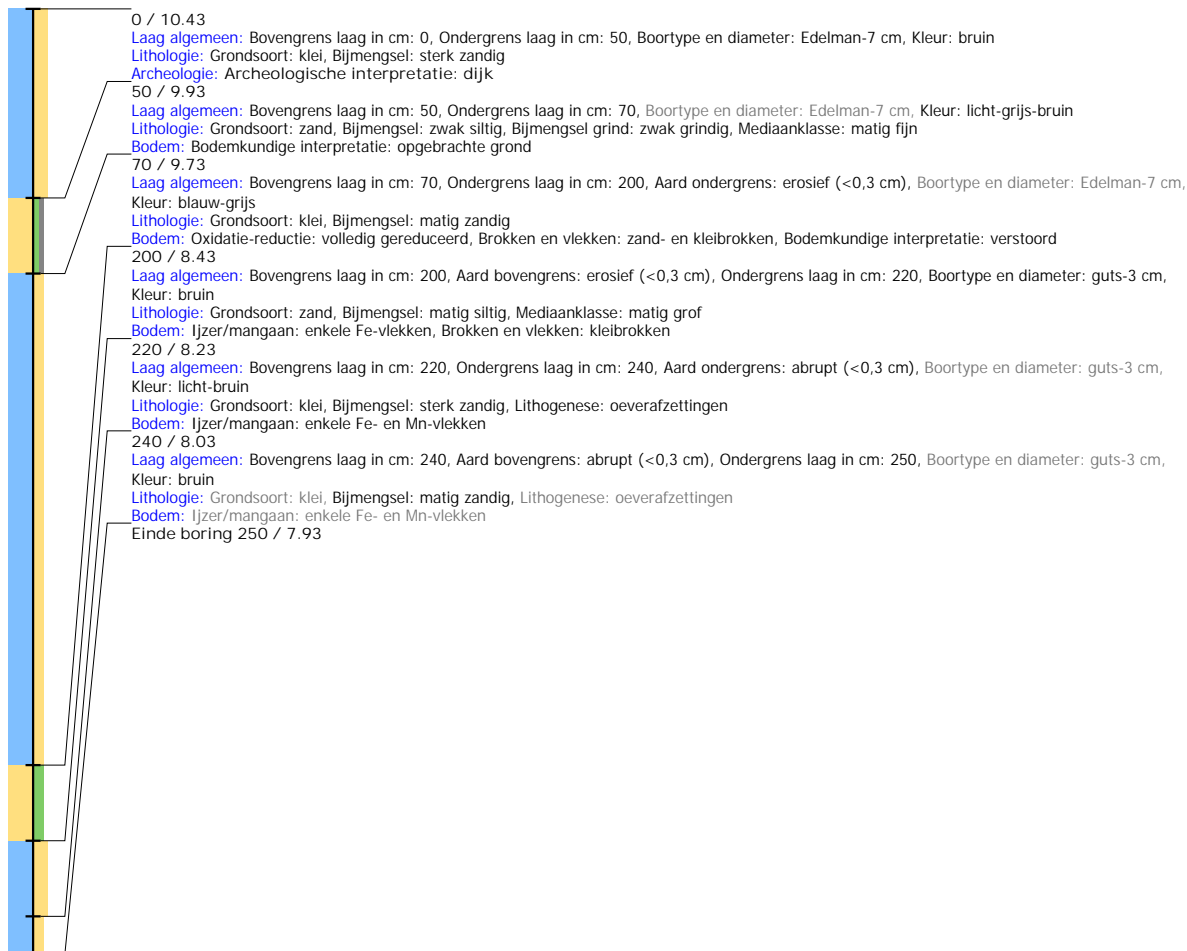 0 / 10.43
Laag algemeen: Bovengrens laag in cm: 0, Ondergrens laag in cm: 50, Boortype en diameter: Edelman-7 cm, Kleur: bruin
Lithologie: Grondsoort: klei, Bijmengsel: sterk zandig
Archeologie: Archeologische interpretatie: dijk
50 / 9.93
Laag algemeen: Bovengrens laag in cm: 50, Ondergrens laag in cm: 70, Boortype en diameter: Edelman-7 cm, Kleur: licht-grijs-bruin
Lithologie: Grondsoort: zand, Bijmengsel: zwak siltig, Bijmengsel grind: zwak grindig, Mediaanklasse: matig fijn
Bodem: Bodemkundige interpretatie: opgebrachte grond
70 / 9.73
Laag algemeen: Bovengrens laag in cm: 70, Ondergrens laag in cm: 200, Aard ondergrens: erosief (<0,3 cm), Boortype en diameter: Edelman-7 cm,
Kleur: blauw-grijs
Lithologie: Grondsoort: klei, Bijmengsel: matig zandig
Bodem: Oxidatie-reductie: volledig gereduceerd, Brokken en vlekken: zand- en kleibrokken, Bodemkundige interpretatie: verstoord
200 / 8.43
Laag algemeen: Bovengrens laag in cm: 200, Aard bovengrens: erosief (<0,3 cm), Ondergrens laag in cm: 220, Boortype en diameter: guts-3 cm,
Kleur: bruin
Lithologie: Grondsoort: zand, Bijmengsel: matig siltig, Mediaanklasse: matig grof
Bodem: Ijzer/mangaan: enkele Fe-vlekken, Brokken en vlekken: kleibrokken
220 / 8.23
Laag algemeen: Bovengrens laag in cm: 220, Ondergrens laag in cm: 240, Aard ondergrens: abrupt (<0,3 cm), Boortype en diameter: guts-3 cm,
Kleur: licht-bruin
Lithologie: Grondsoort: klei, Bijmengsel: sterk zandig, Lithogenese: oeverafzettingen
Bodem: Ijzer/mangaan: enkele Fe- en Mn-vlekken
240 / 8.03
Laag algemeen: Bovengrens laag in cm: 240, Aard bovengrens: abrupt (<0,3 cm), Ondergrens laag in cm: 250, Boortype en diameter: guts-3 cm,
Kleur: bruin
Lithologie: Grondsoort: klei, Bijmengsel: matig zandig, Lithogenese: oeverafzettingen
Bodem: Ijzer/mangaan: enkele Fe- en Mn-vlekken
Einde boring 250 / 7.93